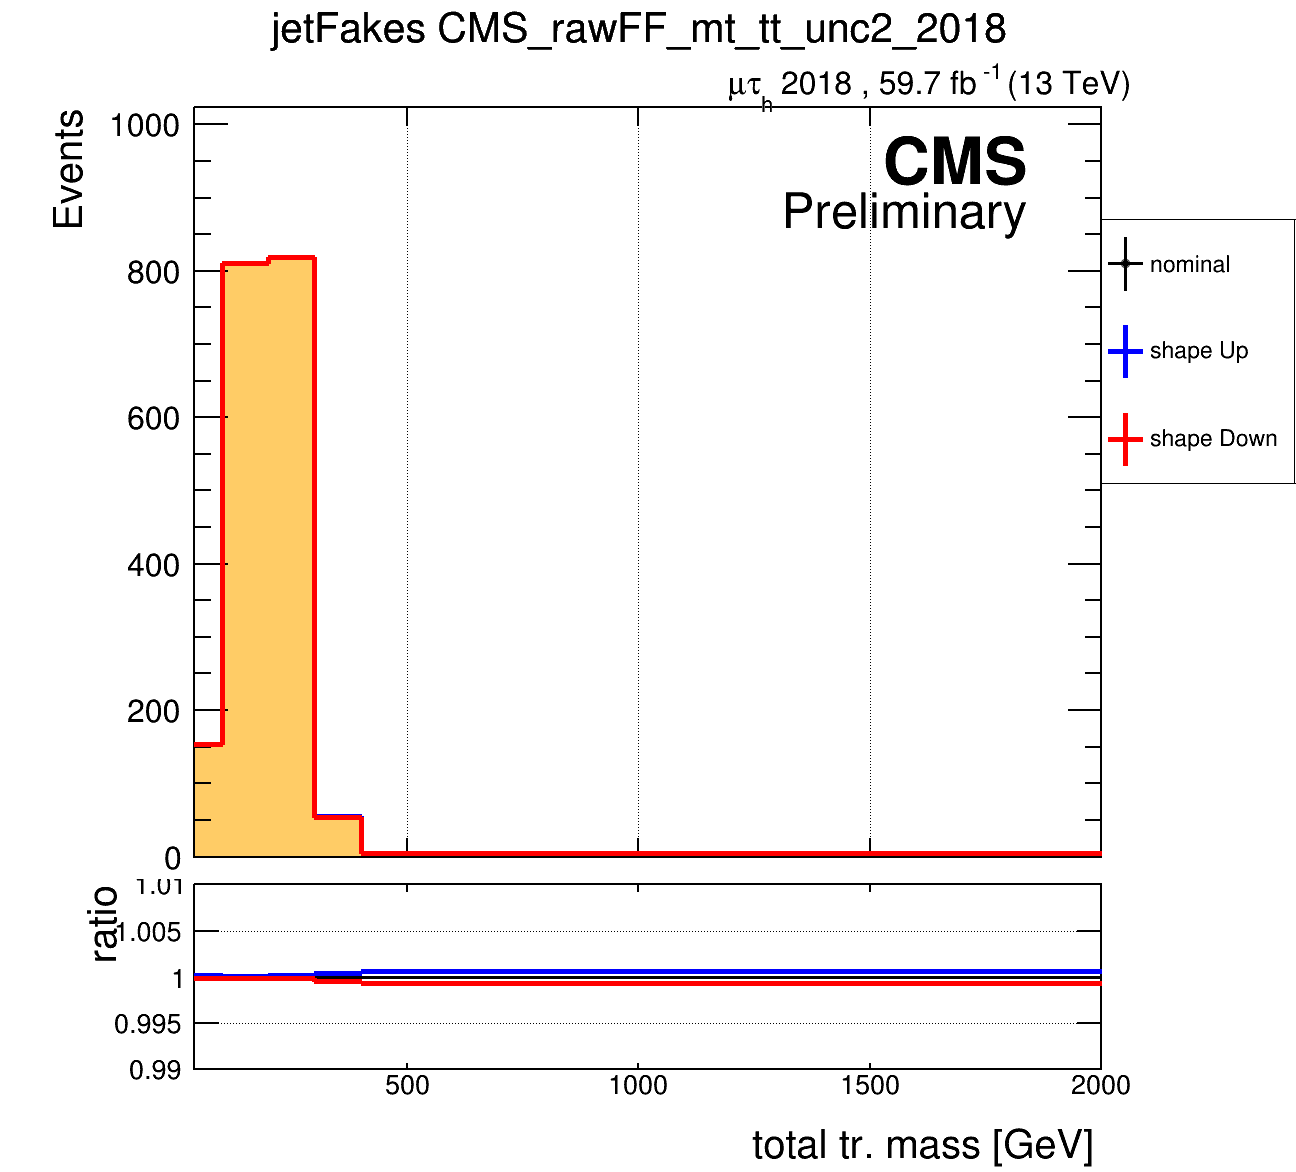 jetFakes CMS_rawFF_mt_tt_unc2_2018
μτh 2018 , 59.7 fb-1 (13 TeV)
Events
1000
800
600
400
200
0
CMS
Preliminary
nominal
shape Up
shape Down
ratio
1.01
1.005
1
0.995
0.99
500 1000 1500 2000
total tr. mass [GeV]